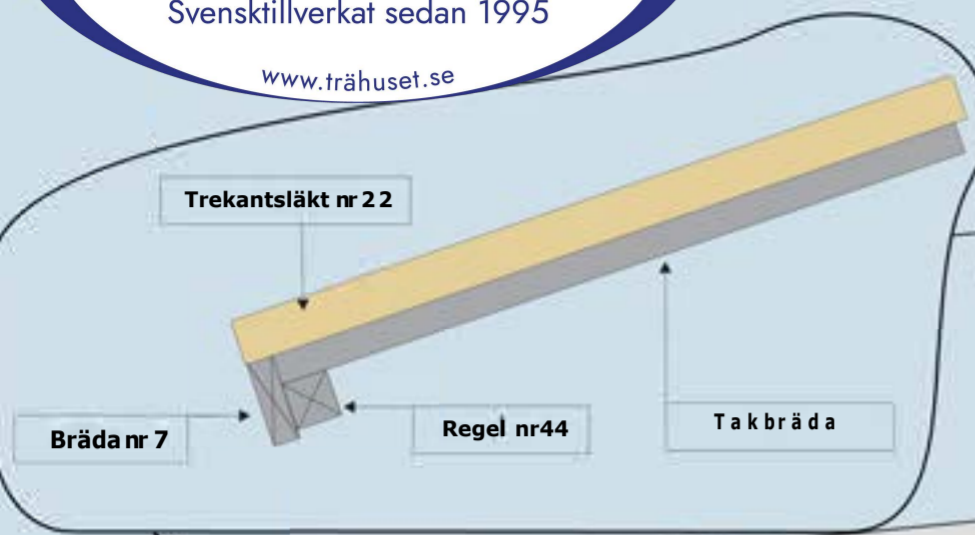 Svensktillverkat sedan 1995
www.trähuset.se
Trekantsläkt nr 22
Bräda nr 7
Regel nr44
Takbräda